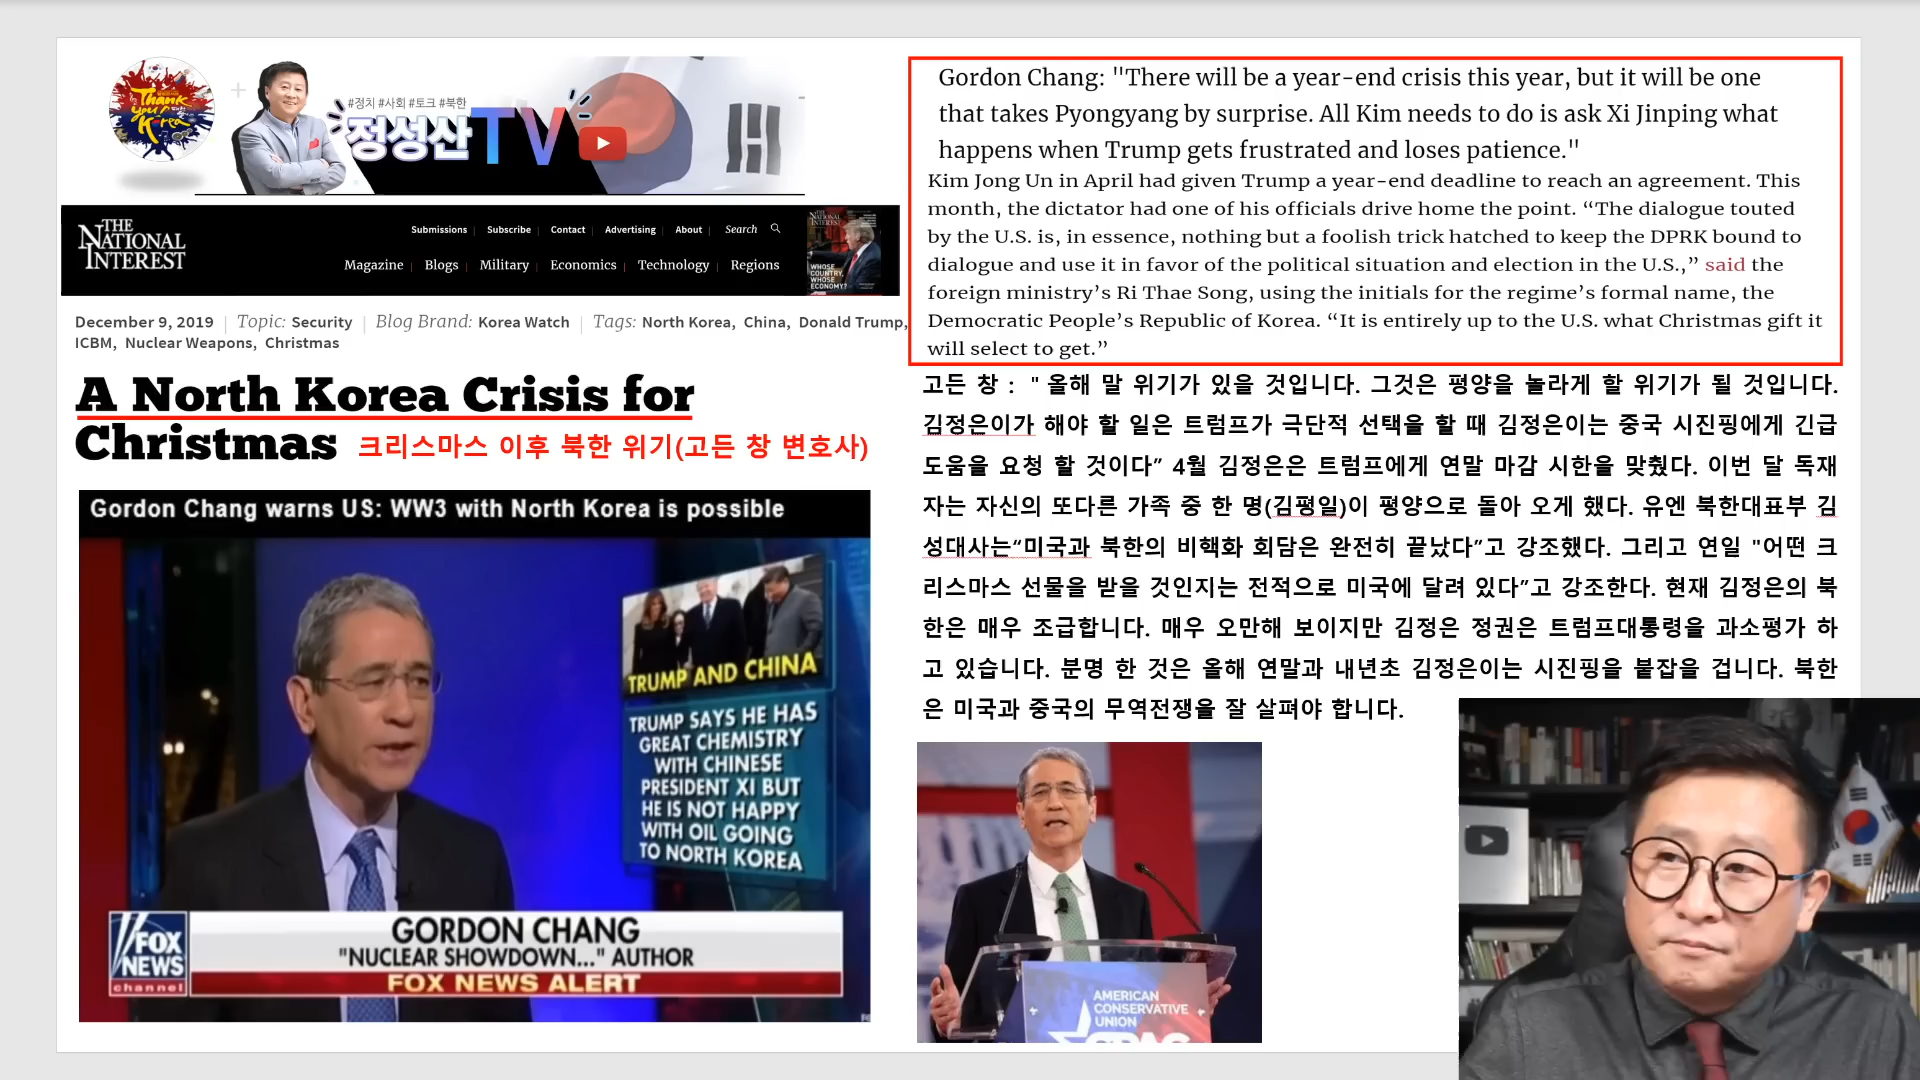 Thank
you
Korea
#정치 #사회 #토크 #북한
정성산TV
THE
NATIONAL
INTEREST
Submissions | Subscribe | Contact | Advertising | About | Search
Magazine | Blogs | Military | Economics | Technology | Regions
WHOSE
COUNTRY,
WHOSE
ECONOMY?
December 9, 2019 | Topic: Security | Blog Brand: Korea Watch | Tags: North Korea, China, Donald Trump,
ICBM, Nuclear Weapons, Christmas
A North Korea Crisis for
Christmas 크리스마스 이후 북한 위기(고든 창 변호사)
Gordon Chang warns US: WW3 with North Korea is possible
TRUMP AND CHINA
TRUMP SAYS HE HAS
GREAT CHEMISTRY
WITH CHINESE
PRESIDENT XI BUT
HE IS NOT HAPPY
WITH OIL GOING
TO NORTH KOREA
FOX
NEWS
channel
GORDON CHANG
"NUCLEAR SHOWDOWN..." AUTHOR
FOX NEWS ALERT
Gordon Chang: "There will be a year-end crisis this year, but it will be one
that takes Pyongyang by surprise. All Kim needs to do is ask Xi Jinping what
happens when Trump gets frustrated and loses patience."
Kim Jong Un in April had given Trump a year-end deadline to reach an agreement. This
month, the dictator had one of his officials drive home the point. “The dialogue touted
by the U.S. is, in essence, nothing but a foolish trick hatched to keep the DPRK bound to
dialogue and use it in favor of the political situation and election in the U.S.,” said the
foreign ministry’s Ri Thae Song, using the initials for the regime’s formal name, the
Democratic People’s Republic of Korea. “It is entirely up to the U.S. what Christmas gift it
will select to get.”
고든 창 : " 올해 말 위기가 있을 것입니다. 그것은 평양을 놀라게 할 위기가 될 것입니다.
김정은이가 해야 할 일은 트럼프가 극단적 선택을 할 때 김정은이는 중국 시진핑에게 긴급
도움을 요청 할 것이다” 4월 김정은은 트럼프에게 연말 마감 시한을 맞췄다. 이번 달 독재
자는 자신의 또다른 가족 중 한 명(김평일)이 평양으로 돌아 오게 했다. 유엔 북한대표부 김
성대사는“미국과 북한의 비핵화 회담은 완전히 끝났다”고 강조했다. 그리고 연일 "어떤 크
리스마스 선물을 받을 것인지는 전적으로 미국에 달려 있다”고 강조한다. 현재 김정은의 북
한은 매우 조급합니다. 매우 오만해 보이지만 김정은 정권은 트럼프대통령을 과소평가 하
고 있습니다. 분명 한 것은 올해 연말과 내년초 김정은이는 시진핑을 붙잡을 겁니다. 북한
은 미국과 중국의 무역전쟁을 잘 살펴야 합니다.
AMERICAN
CONSERVATIVE
UNION
CPAC